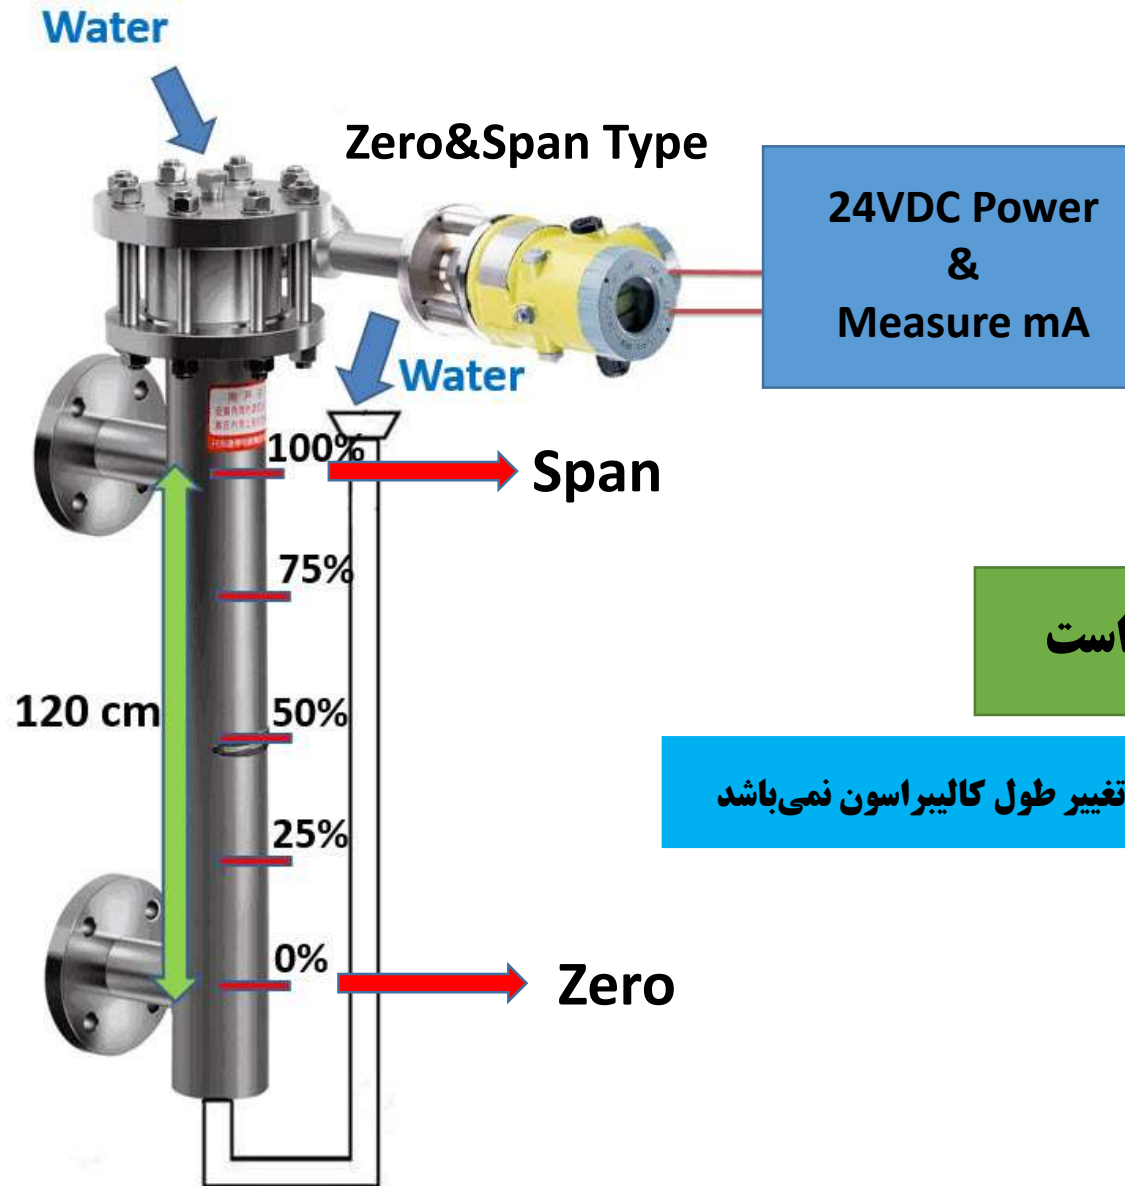 Water
Zero&Span Type
24VDC Power
&
Measure mA
Water
100%
Span
75%
است
120 cm
50%
تغییر طول کالیبراسون نمی‌باشد
25%
0%
Zero